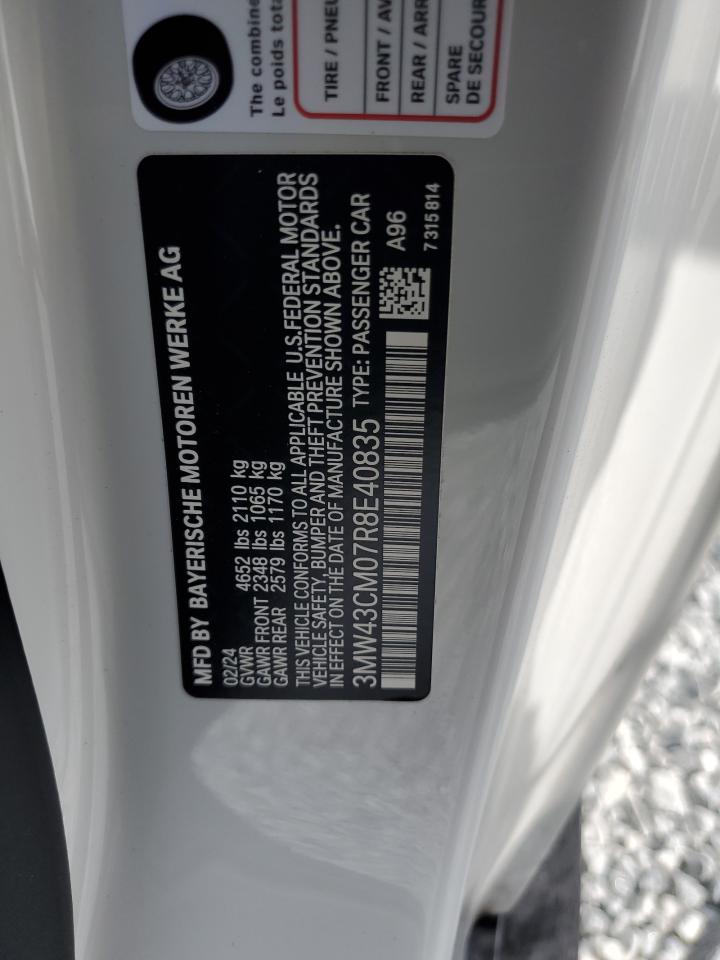 The combine
Le poids tota
TIRE / PNEU
FRONT / AV
REAR / ARR
SPARE
DE SECOUR
MFD BY BAYERISCHE MOTOREN WERKE AG
02/24
GVWR 4652 lbs 2110 kg
GAWR FRONT 2348 lbs 1065 kg
GAWR REAR 2579 lbs 1170 kg
THIS VEHICLE CONFORMS TO ALL APPLICABLE U.S.FEDERAL MOTOR
VEHICLE SAFETY, BUMPER AND THEFT PREVENTION STANDARDS
IN EFFECT ON THE DATE OF MANUFACTURE SHOWN ABOVE.
3MW43CM07R8E40835 TYPE: PASSENGER CAR
A96
7 315 814